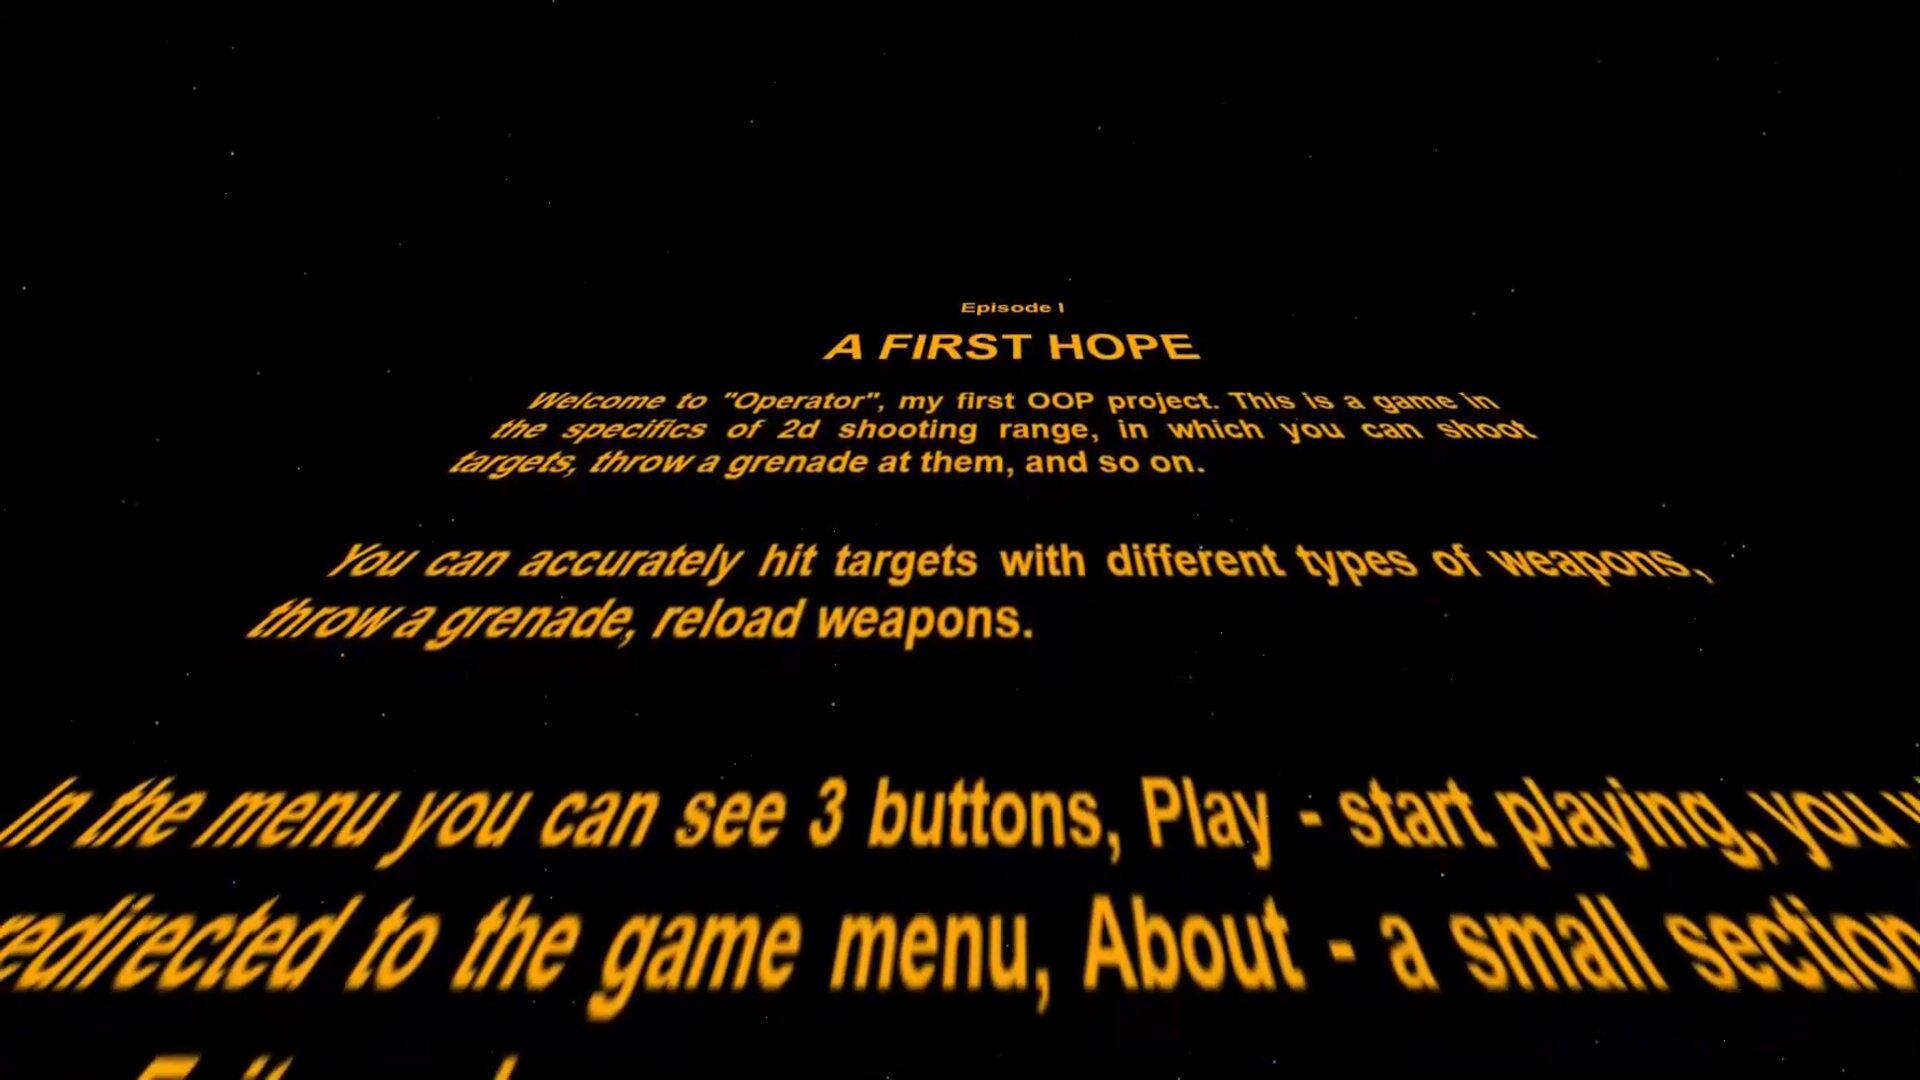 Episode I
A FIRST HOPE
Welcome to "Operator", my first OOP project. This is a game in
the specifics of 2d shooting range, in which you can shoot
targets, throw a grenade at them, and so on.
You can accurately hit targets with different types of weapons,
throw a grenade, reload weapons.
In the menu you can see 3 buttons, Play - start playing, you
redirected to the game menu, About - a small section